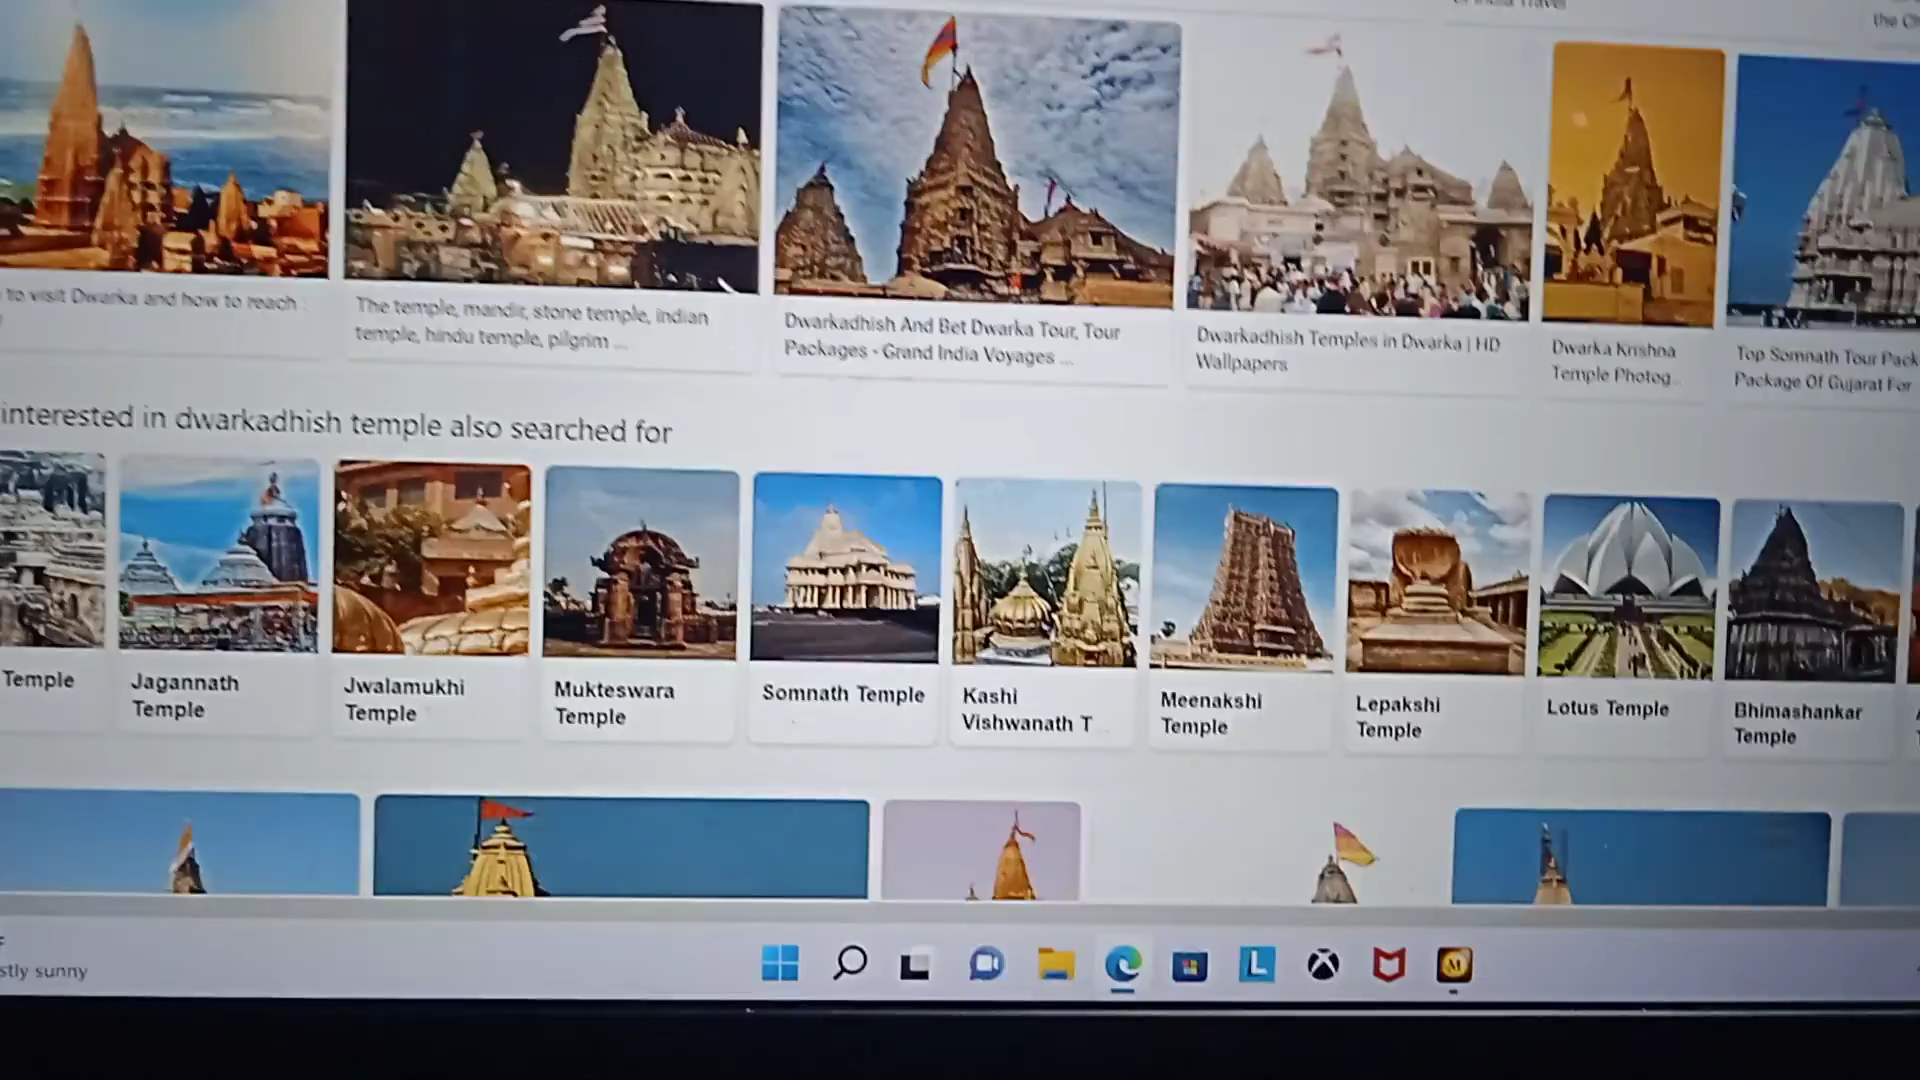 the
to visit Dwarka and how to reach
The temple, mandir, stone temple, indian
temple, hindu temple, pilgrim ...
Dwarkadhish And Bet Dwarka Tour, Tour
Packages - Grand India Voyages ...
Dwarkadhish Temples in Dwarka | HD
Wallpapers
Dwarka Krishna
Temple Photog...
Top Somnath Tour Pack
Package Of Gujarat For
interested in dwarkadhish temple also searched for
Temple
Jagannath
Temple
Jwalamukhi
Temple
Mukteswara
Temple
Somnath Temple
Kashi
Vishwanath T...
Meenakshi
Temple
Lepakshi
Temple
Lotus Temple
Bhimashankar
Temple
stly sunny
L
M